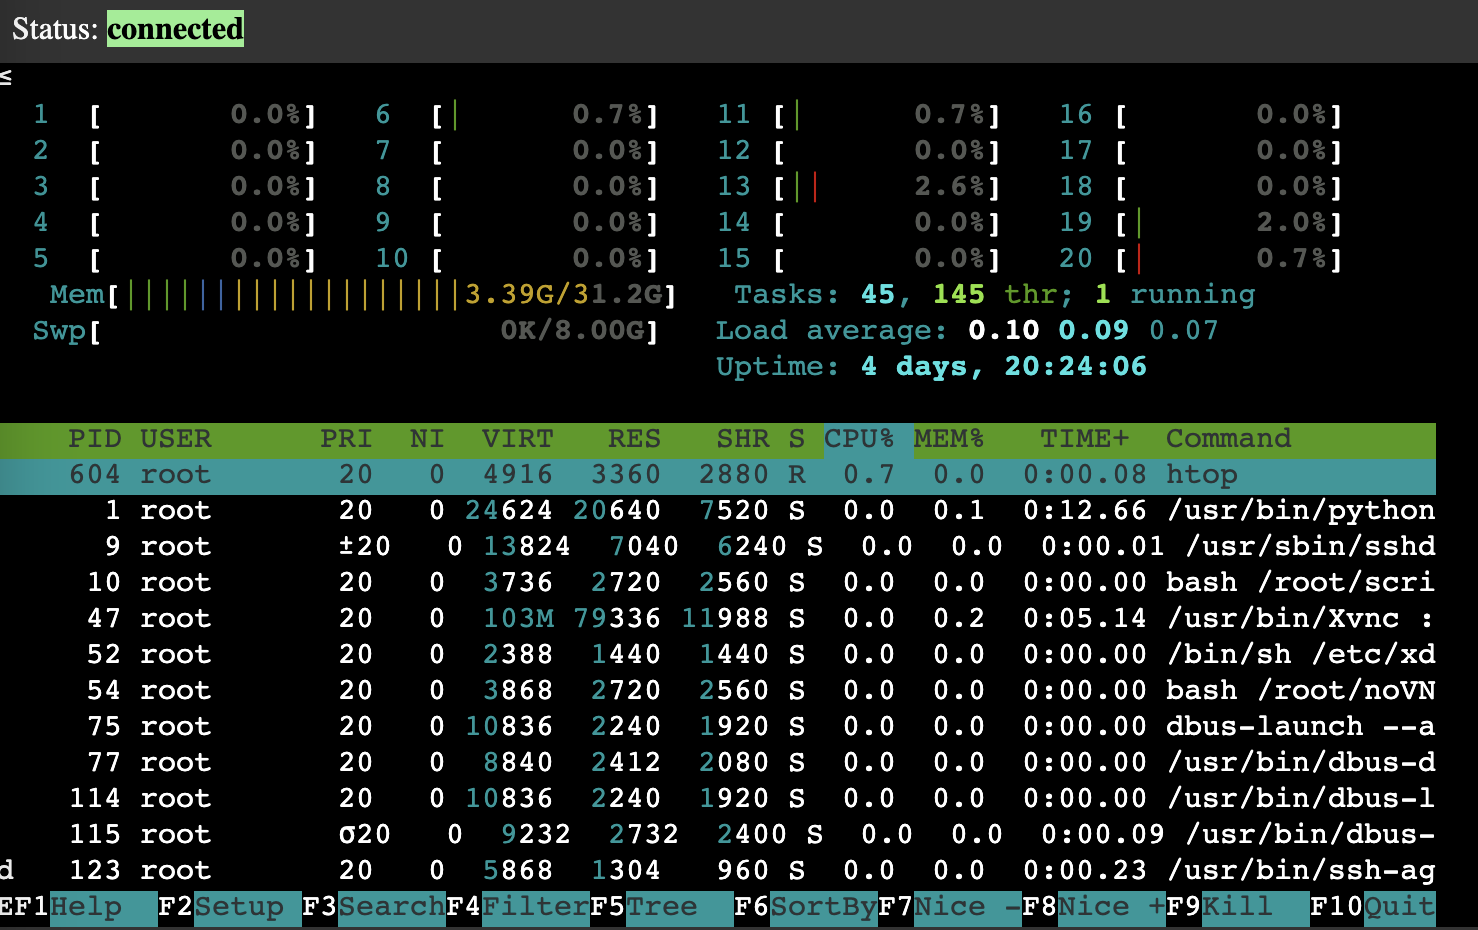 Status: connected
≤
1 [ 0.0%] 6 [| 0.7%] 11 [| 0.7%] 16 [ 0.0%]
2 [ 0.0%] 7 [ 0.0%] 12 [ 0.0%] 17 [ 0.0%]
3 [ 0.0%] 8 [ 0.0%] 13 [|| 2.6%] 18 [ 0.0%]
4 [ 0.0%] 9 [ 0.0%] 14 [ 0.0%] 19 [| 2.0%]
5 [ 0.0%] 10 [ 0.0%] 15 [ 0.0%] 20 [| 0.7%]
Mem[|||||||||||||||||||3.39G/31.2G] Tasks: 45, 145 thr; 1 running
Swp[ 0K/8.00G] Load average: 0.10 0.09 0.07
Uptime: 4 days, 20:24:06
PID USER PRI NI VIRT RES SHR S CPU% MEM% TIME+ Command
604 root 20 0 4916 3360 2880 R 0.7 0.0 0:00.08 htop
1 root 20 0 24624 20640 7520 S 0.0 0.1 0:12.66 /usr/bin/python
9 root ±20 0 13824 7040 6240 S 0.0 0.0 0:00.01 /usr/sbin/sshd
10 root 20 0 3736 2720 2560 S 0.0 0.0 0:00.00 bash /root/scri
47 root 20 0 103M 79336 11988 S 0.0 0.2 0:05.14 /usr/bin/Xvnc :
52 root 20 0 2388 1440 1440 S 0.0 0.0 0:00.00 /bin/sh /etc/xd
54 root 20 0 3868 2720 2560 S 0.0 0.0 0:00.00 bash /root/noVN
75 root 20 0 10836 2240 1920 S 0.0 0.0 0:00.00 dbus-launch --a
77 root 20 0 8840 2412 2080 S 0.0 0.0 0:00.00 /usr/bin/dbus-d
114 root 20 0 10836 2240 1920 S 0.0 0.0 0:00.00 /usr/bin/dbus-l
115 root σ20 0 9232 2732 2400 S 0.0 0.0 0:00.09 /usr/bin/dbus-
d 123 root 20 0 5868 1304 960 S 0.0 0.0 0:00.23 /usr/bin/ssh-ag
EF1Help F2Setup F3SearchF4FilterF5Tree F6SortByF7Nice -F8Nice +F9Kill F10Quit